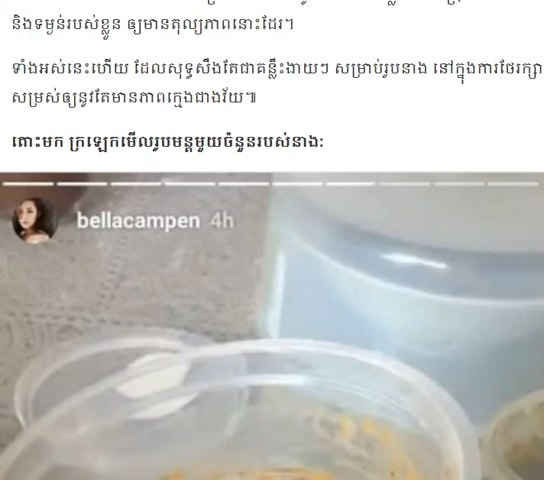 និងទម្ងន់របស់ខ្លួន ឲ្យមានតុល្យភាពនោះដែរ។
ទាំងអស់នេះហើយ ដែលសុទ្ធសឹងតែជាគន្លឹះងាយៗ សម្រាប់រូបនាង នៅក្នុងការថែរក្សា
សម្រស់ឲ្យនូវតែមានភាពក្មេងជាងវ័យ៕
តោះមក ក្រឡេកមើលរូបមន្តមួយចំនួនរបស់នាង:
bellacampen 4h